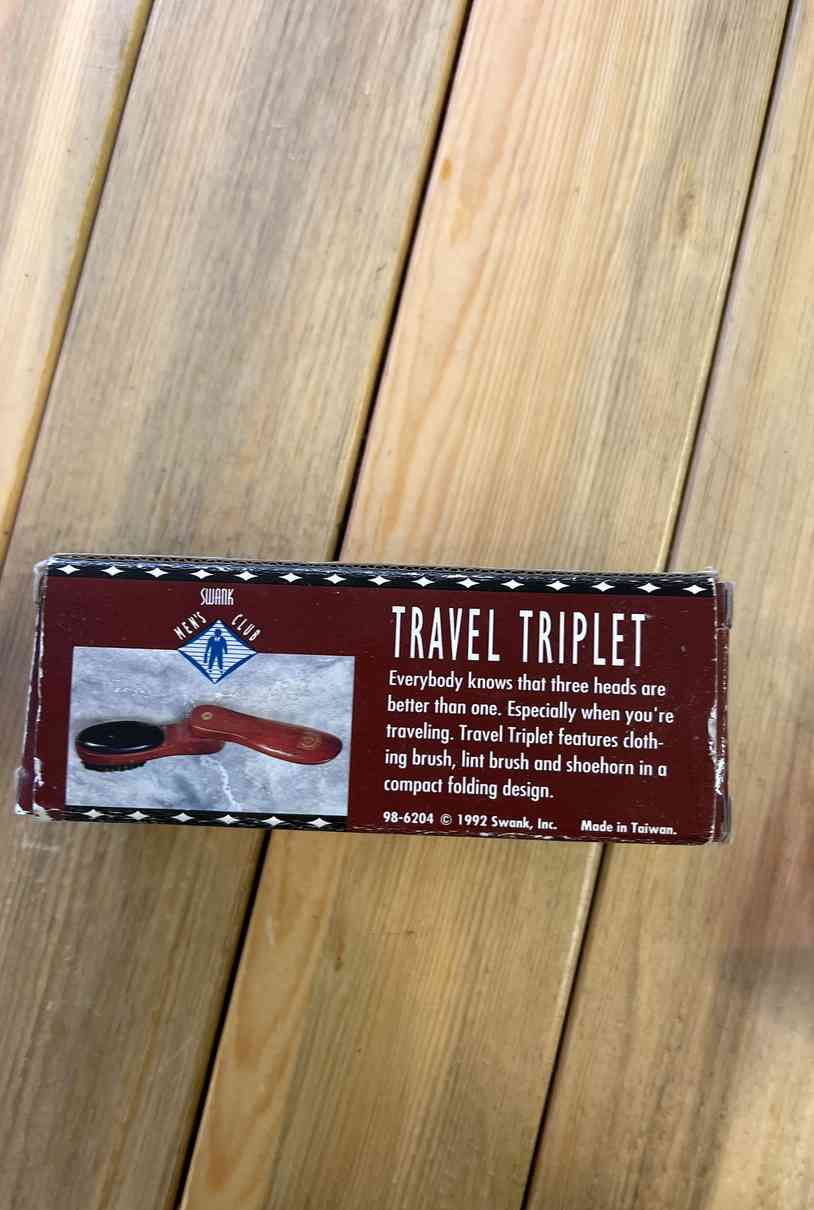 SWANK
MEN'S CLUB
TRAVEL TRIPLET
Everybody knows that three heads are
better than one. Especially when you're
traveling. Travel Triplet features cloth-
ing brush, lint brush and shoehorn in a
compact folding design.
98-6204 © 1992 Swank, Inc. Made in Taiwan.